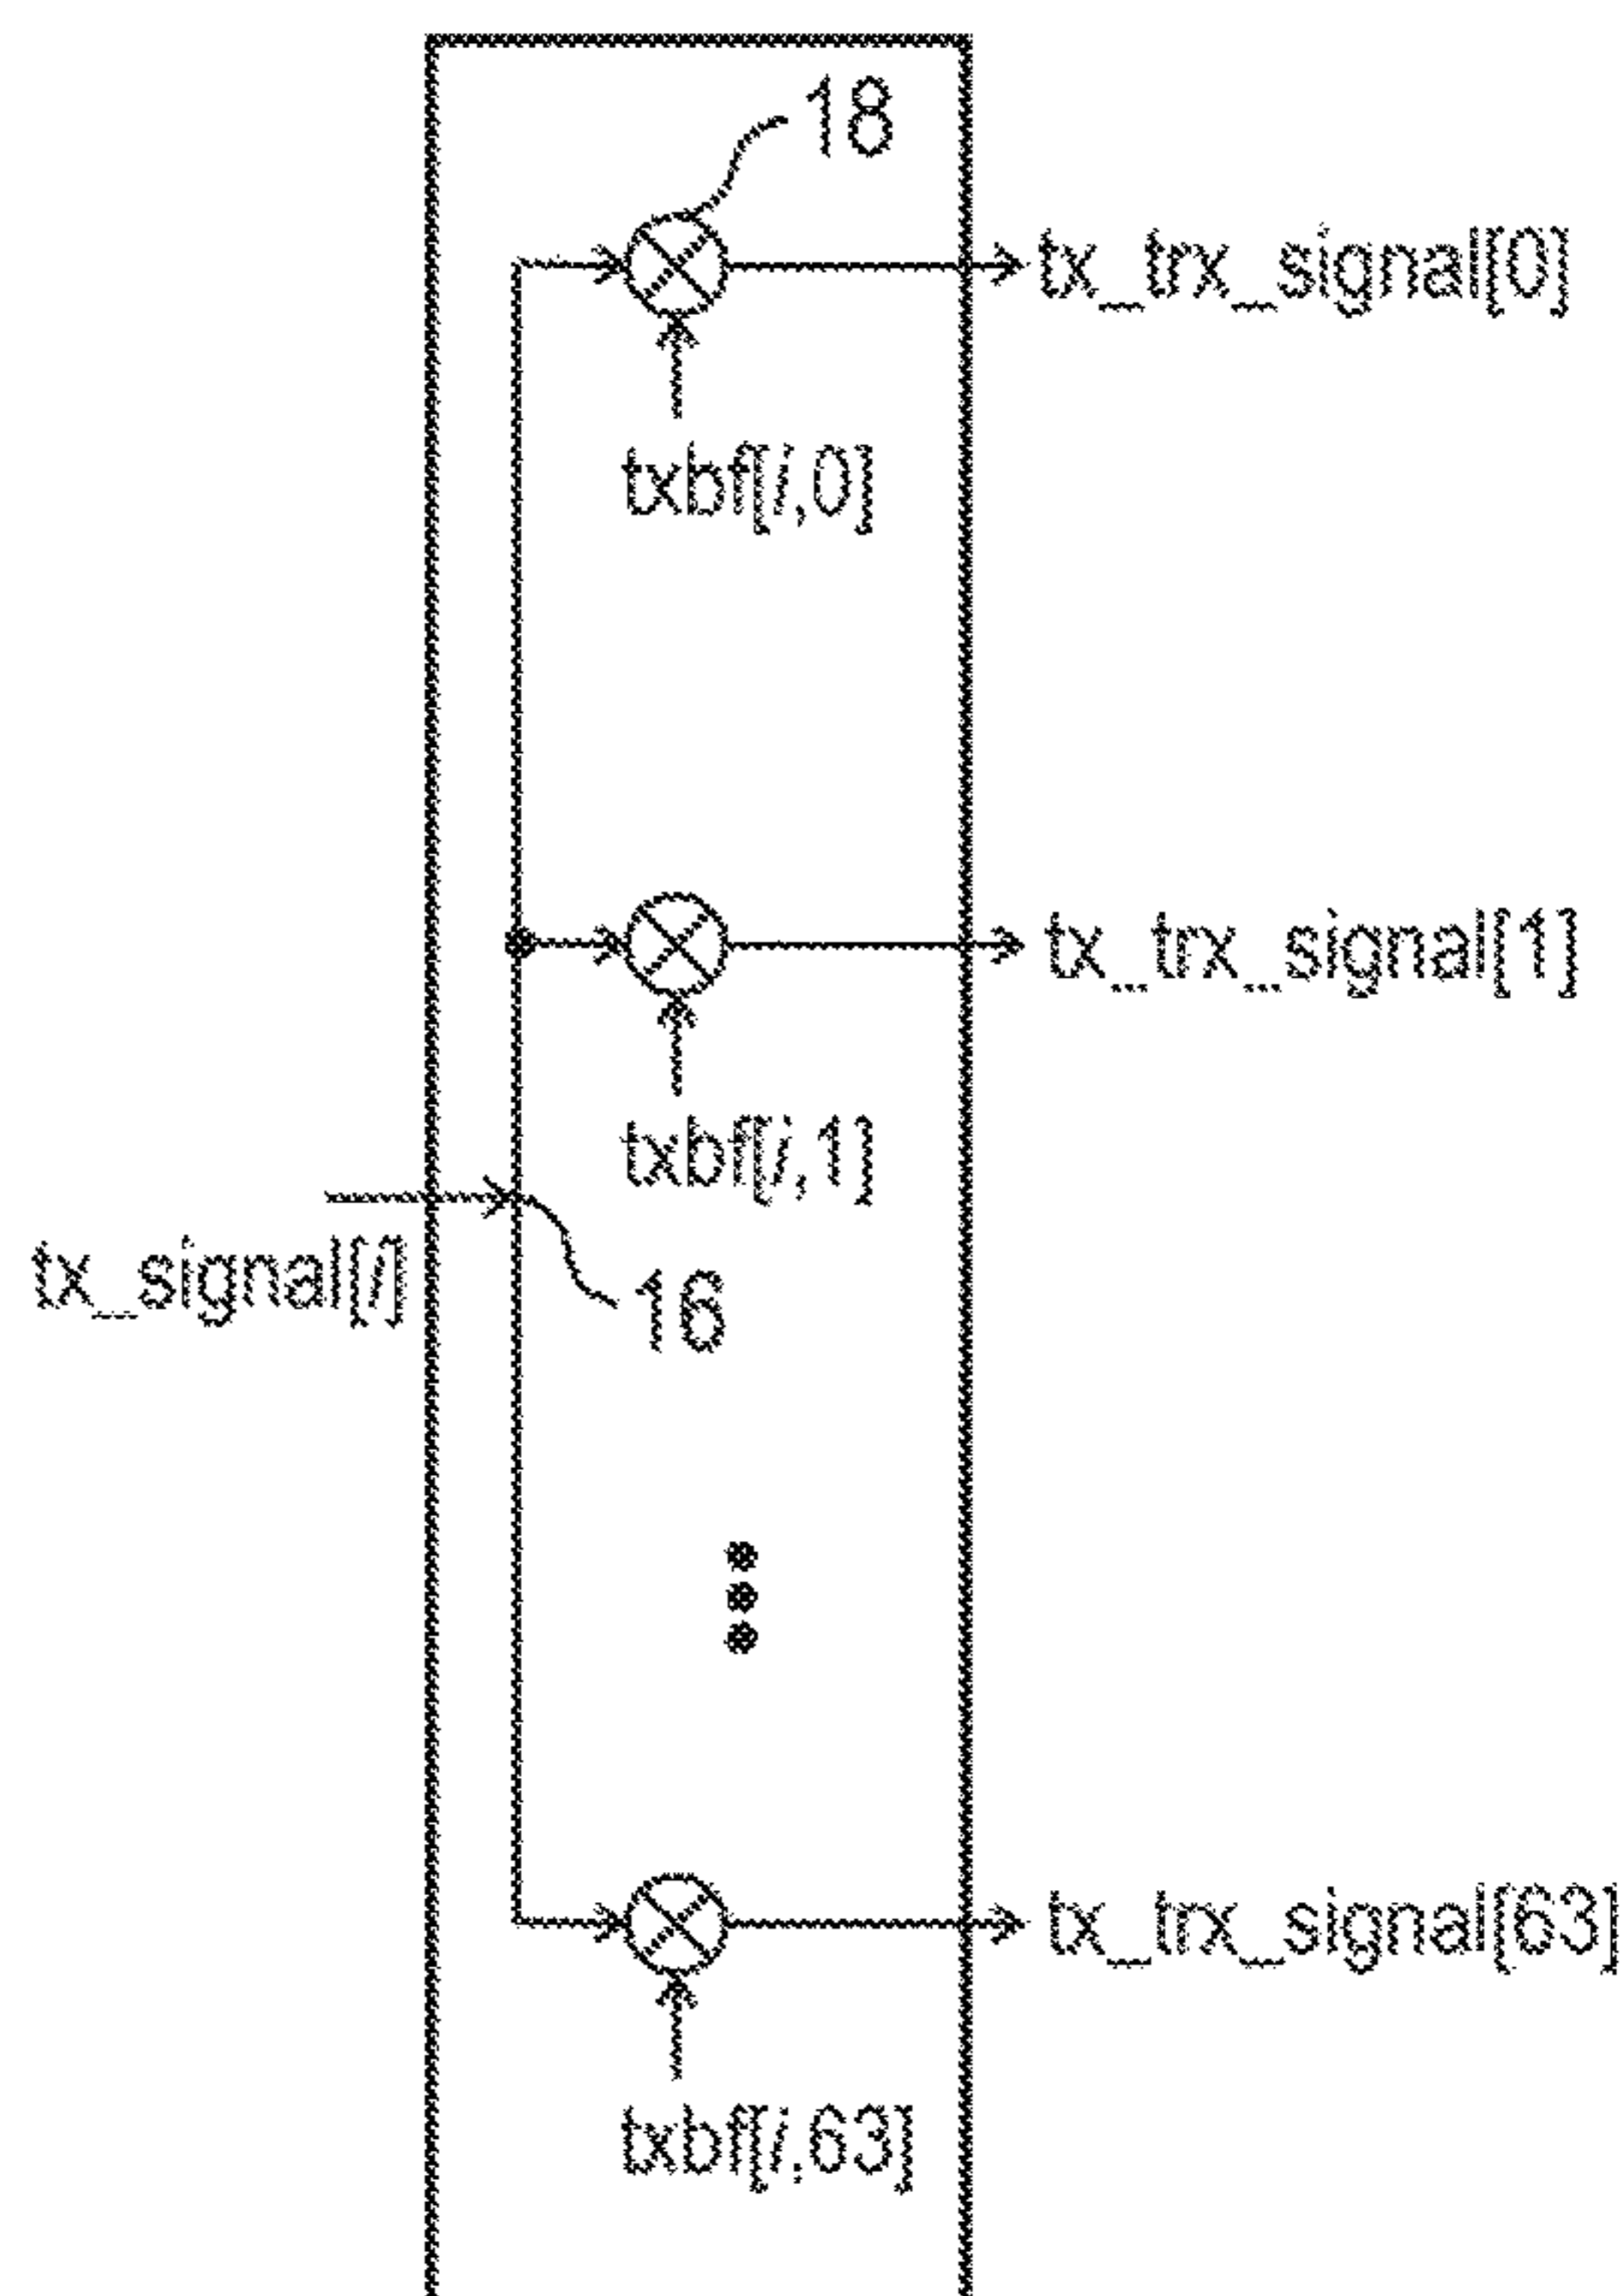 18
tx_trx_signal[0]
txbf[i,0]
tx_trx_signal[1]
txbf[i,1]
tx_signal[i]
16
tx_trx_signal[63]
txbf[i,63]